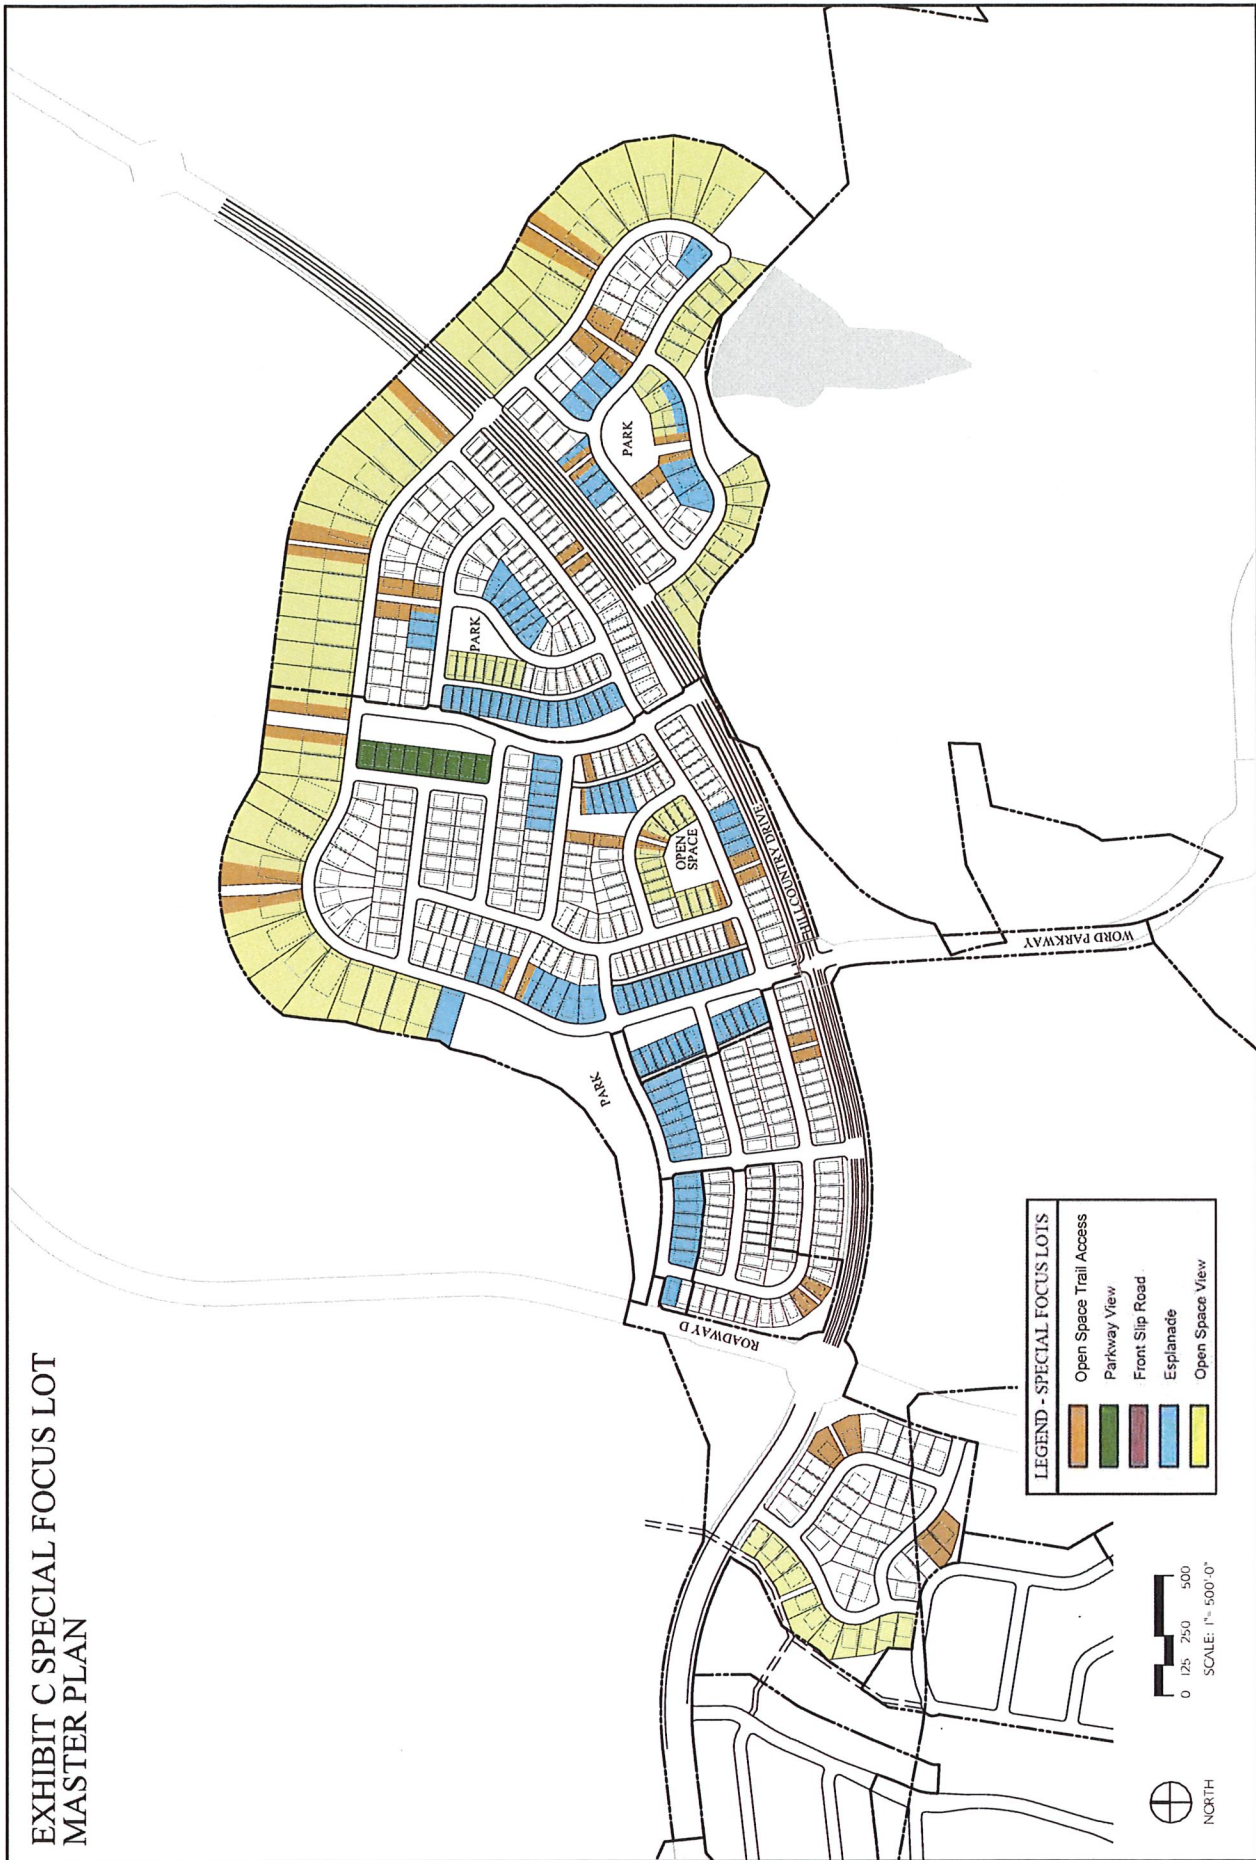 EXHIBIT C SPECIAL FOCUS LOT
MASTER PLAN
PARK
PARK
PARK
OPEN
SPACE
HILLCOUNTRY DRIVE
WORD PARKWAY
ROADWAY D
LEGEND - SPECIAL FOCUS LOTS
Open Space Trail Access
Parkway View
Front Slip Road
Esplanade
Open Space View
NORTH
0 125 250 500
SCALE: 1"= 500'-0"